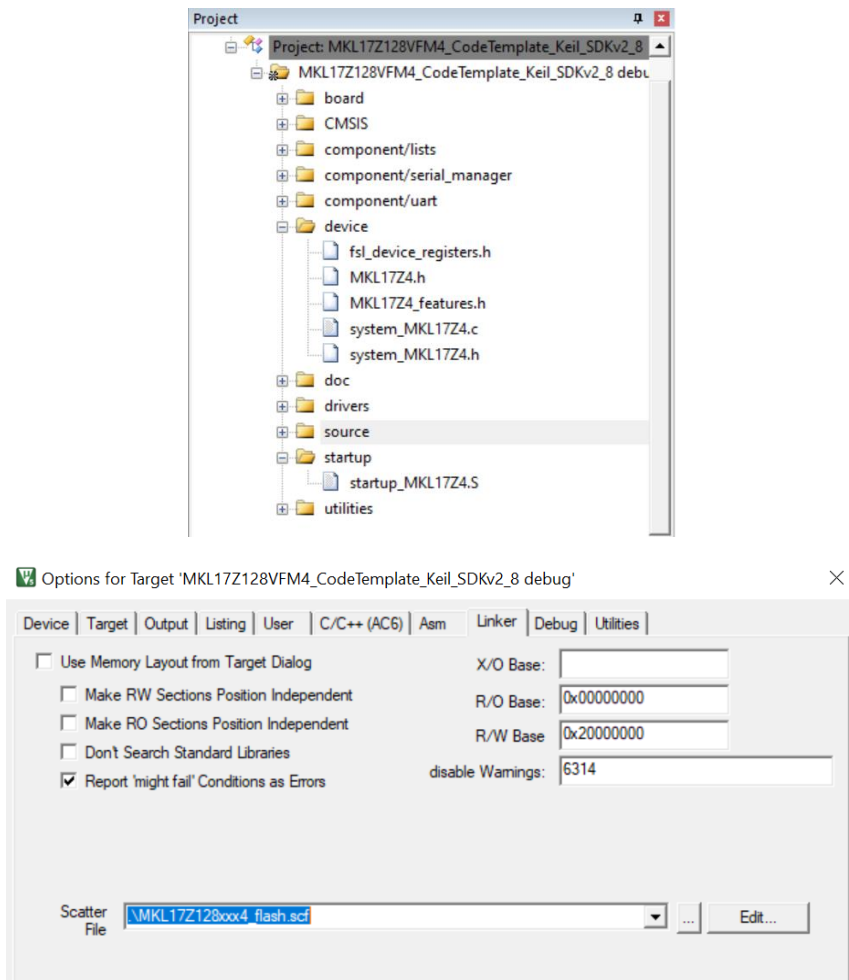 Project
Project: MKL17Z128VFM4_CodeTemplate_Keil_SDKv2_8
MKL17Z128VFM4_CodeTemplate_Keil_SDKv2_8 debu
board
CMSIS
component/lists
component/serial_manager
component/uart
device
fsl_device_registers.h
MKL17Z4.h
MKL17Z4_features.h
system_MKL17Z4.c
system_MKL17Z4.h
doc
drivers
source
startup
startup_MKL17Z4.S
utilities
Options for Target 'MKL17Z128VFM4_CodeTemplate_Keil_SDKv2_8 debug'
Device Target Output Listing User C/C++ (AC6) Asm Linker Debug Utilities
Use Memory Layout from Target Dialog X/O Base:
Make RW Sections Position Independent R/O Base: 0x00000000
Make RO Sections Position Independent R/W Base 0x20000000
Don't Search Standard Libraries disable Warnings: 6314
Report 'might fail' Conditions as Errors
Scatter File .\MKL17Z128xxx4_flash.scf ... Edit...